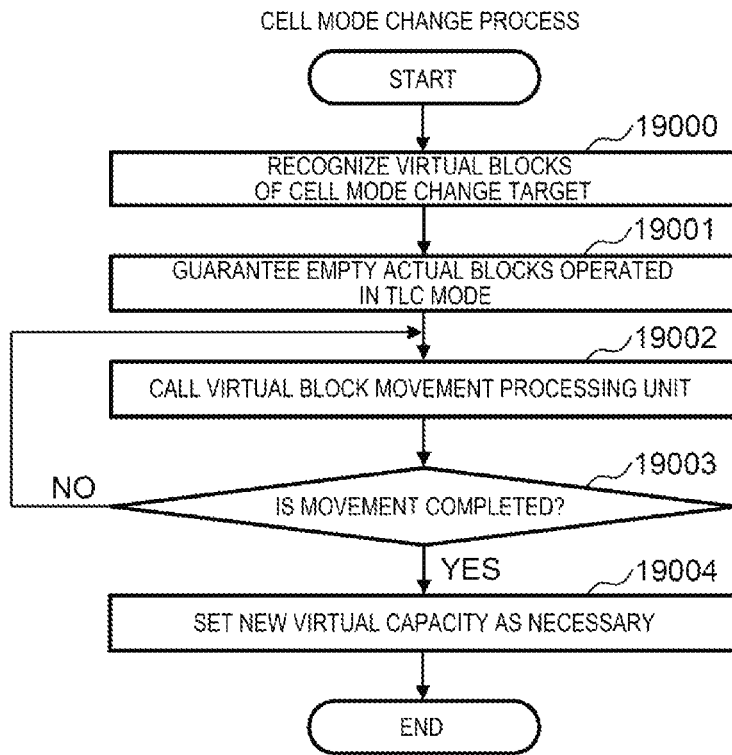 CELL MODE CHANGE PROCESS
START
19000
RECOGNIZE VIRTUAL BLOCKS
OF CELL MODE CHANGE TARGET
19001
GUARANTEE EMPTY ACTUAL BLOCKS OPERATED
IN TLC MODE
19002
CALL VIRTUAL BLOCK MOVEMENT PROCESSING UNIT
19003
NO
IS MOVEMENT COMPLETED?
YES
19004
SET NEW VIRTUAL CAPACITY AS NECESSARY
END